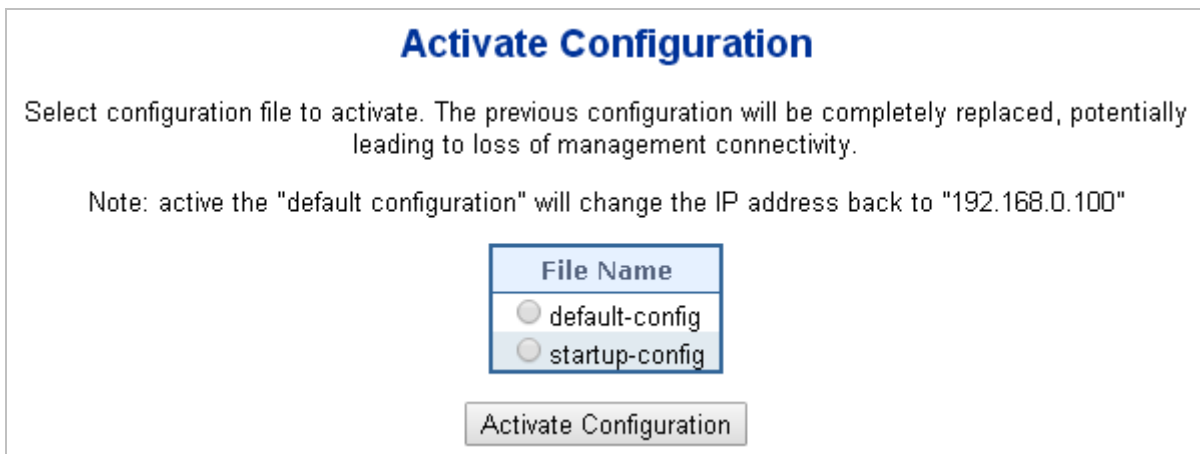 Activate Configuration
Select configuration file to activate. The previous configuration will be completely replaced, potentially
leading to loss of management connectivity.
Note: active the "default configuration" will change the IP address back to "192.168.0.100"
File Name
default-config
startup-config
Activate Configuration